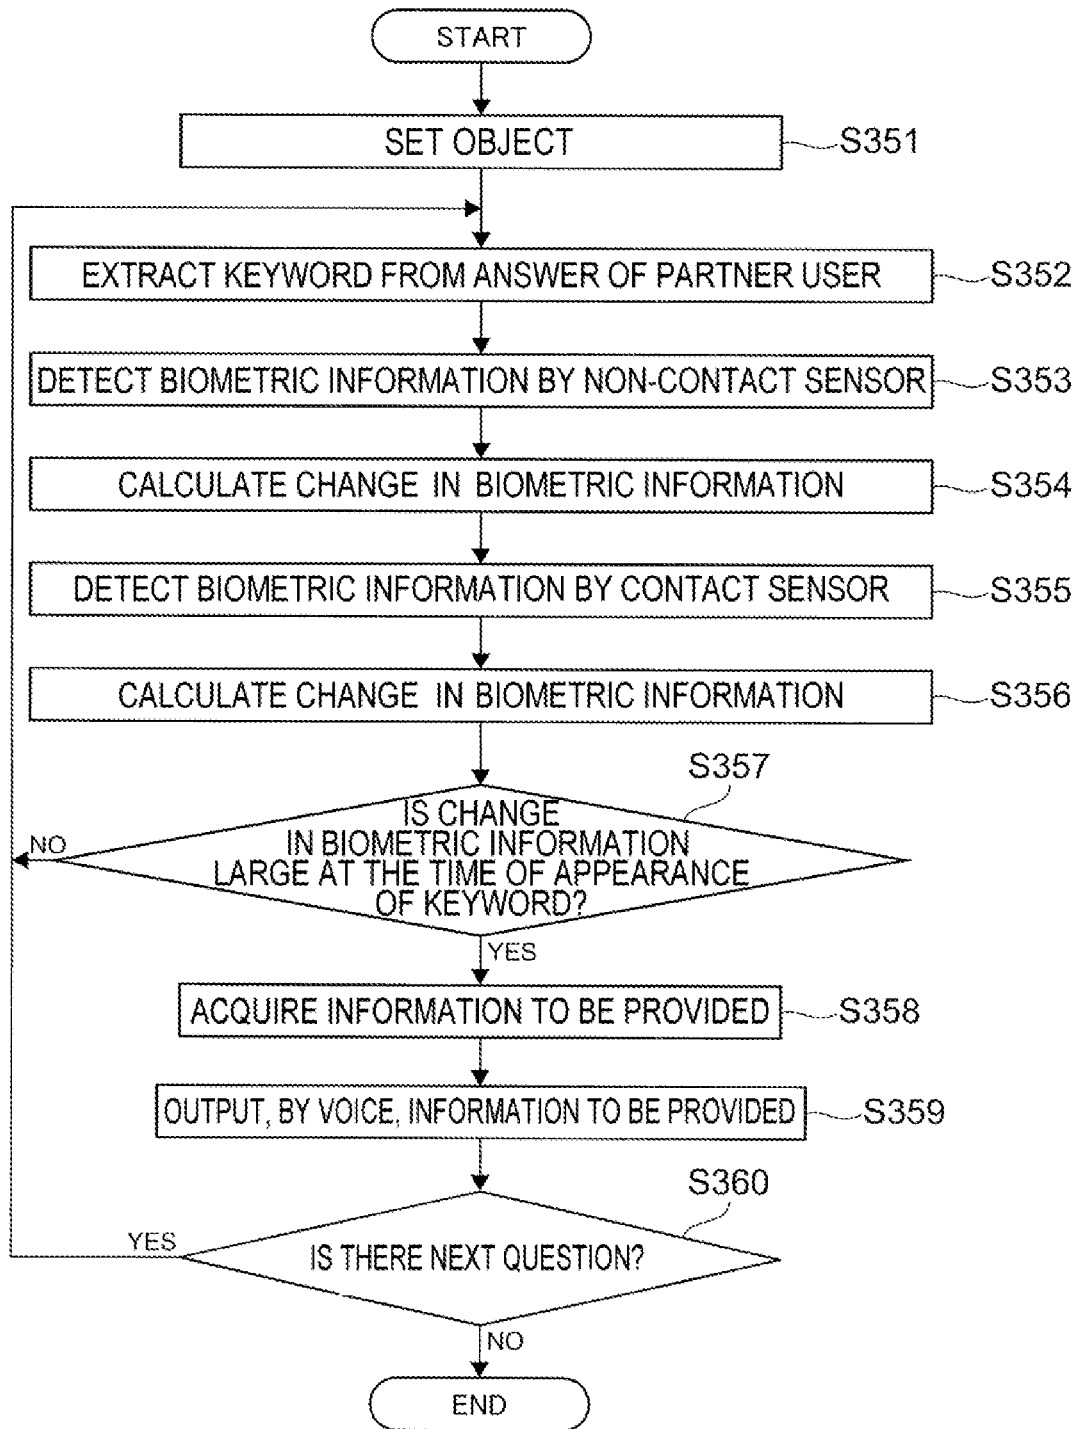 START
SET OBJECT
S351
EXTRACT KEYWORD FROM ANSWER OF PARTNER USER
S352
DETECT BIOMETRIC INFORMATION BY NON-CONTACT SENSOR
S353
CALCULATE CHANGE IN BIOMETRIC INFORMATION
S354
DETECT BIOMETRIC INFORMATION BY CONTACT SENSOR
S355
CALCULATE CHANGE IN BIOMETRIC INFORMATION
S356
S357
IS CHANGE
IN BIOMETRIC INFORMATION
LARGE AT THE TIME OF APPEARANCE
OF KEYWORD?
NO
YES
ACQUIRE INFORMATION TO BE PROVIDED
S358
OUTPUT, BY VOICE, INFORMATION TO BE PROVIDED
S359
S360
YES
IS THERE NEXT QUESTION?
NO
END